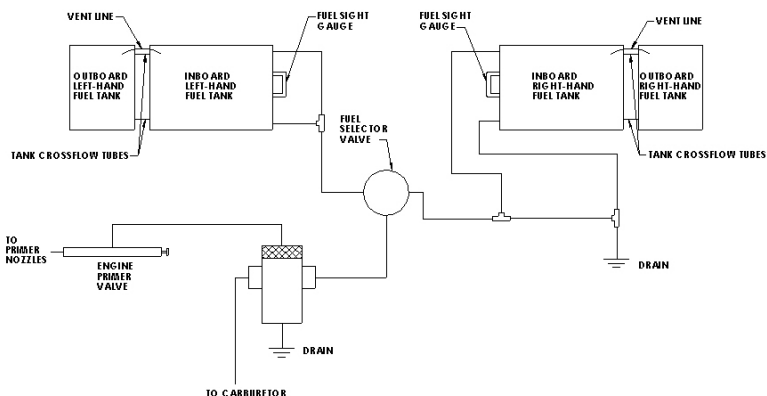 VENT LINE
FUEL SIGHT
GAUGE
FUEL SIGHT
GAUGE
VENT LINE
OUTBOARD
LEFT-HAND
FUEL TANK
INBOARD
LEFT-HAND
FUEL TANK
INBOARD
RIGHT-HAND
FUEL TANK
OUTBOARD
RIGHT-HAND
FUEL TANK
FUEL
SELECTOR
VALVE
TANK CROSSFLOW TUBES
TANK CROSSFLOW TUBES
TO
PRIMER
NOZZLES
ENGINE
PRIMER
VALVE
DRAIN
DRAIN
TO CARBURETOR